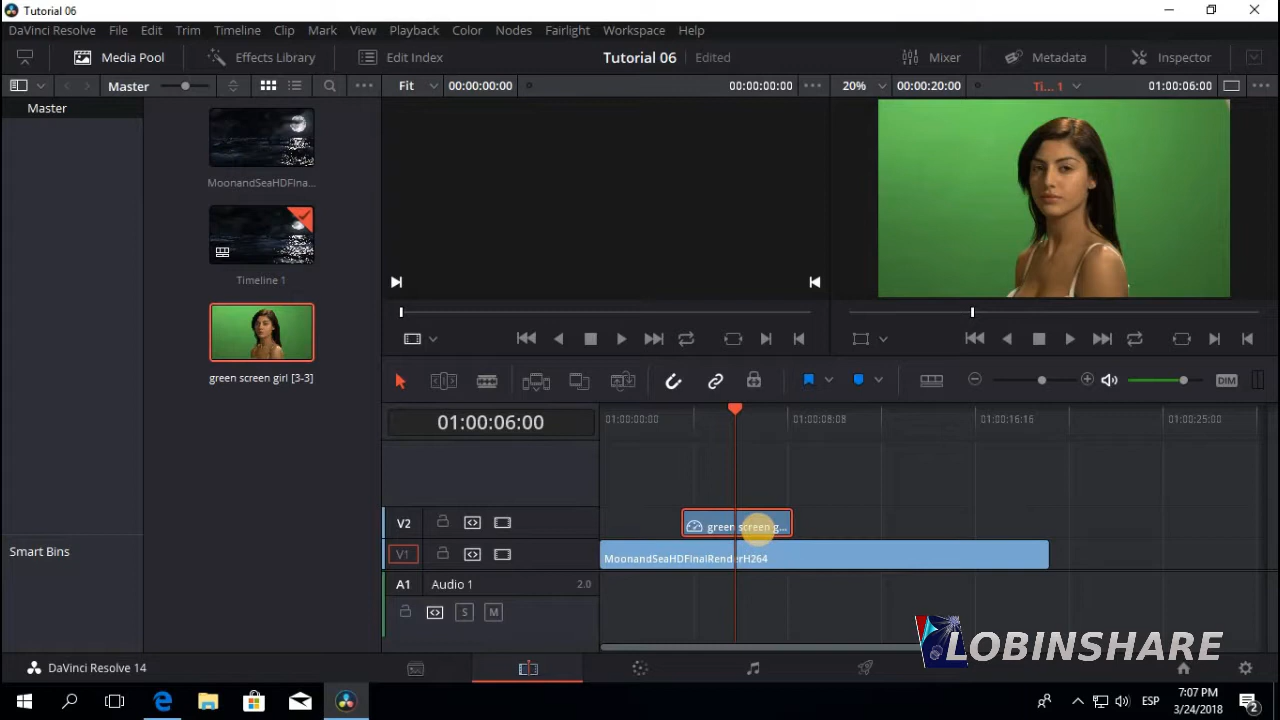 Tutorial 06
DaVinci Resolve File Edit Trim Timeline Clip Mark View Playback Color Nodes Fairlight Workspace Help
Media Pool Effects Library Edit Index Tutorial 06 Edited Mixer Metadata Inspector
Master Fit 00:00:00:00 00:00:00:00 20% 00:00:20:00 Ti... 1 01:00:06:00
Master
MoonandSeaHDFIna...
Timeline 1
green screen girl [3-3]
DIM
01:00:06:00
01:00:00:00 01:00:08:08 01:00:16:16 01:00:25:00
V2 green screen g...
V1 MoonandSeaHDFInalRenderH264
Smart Bins
A1 Audio 1 2.0
S M
LOBINSHARE
DaVinci Resolve 14
ESP
7:07 PM
3/24/2018
2